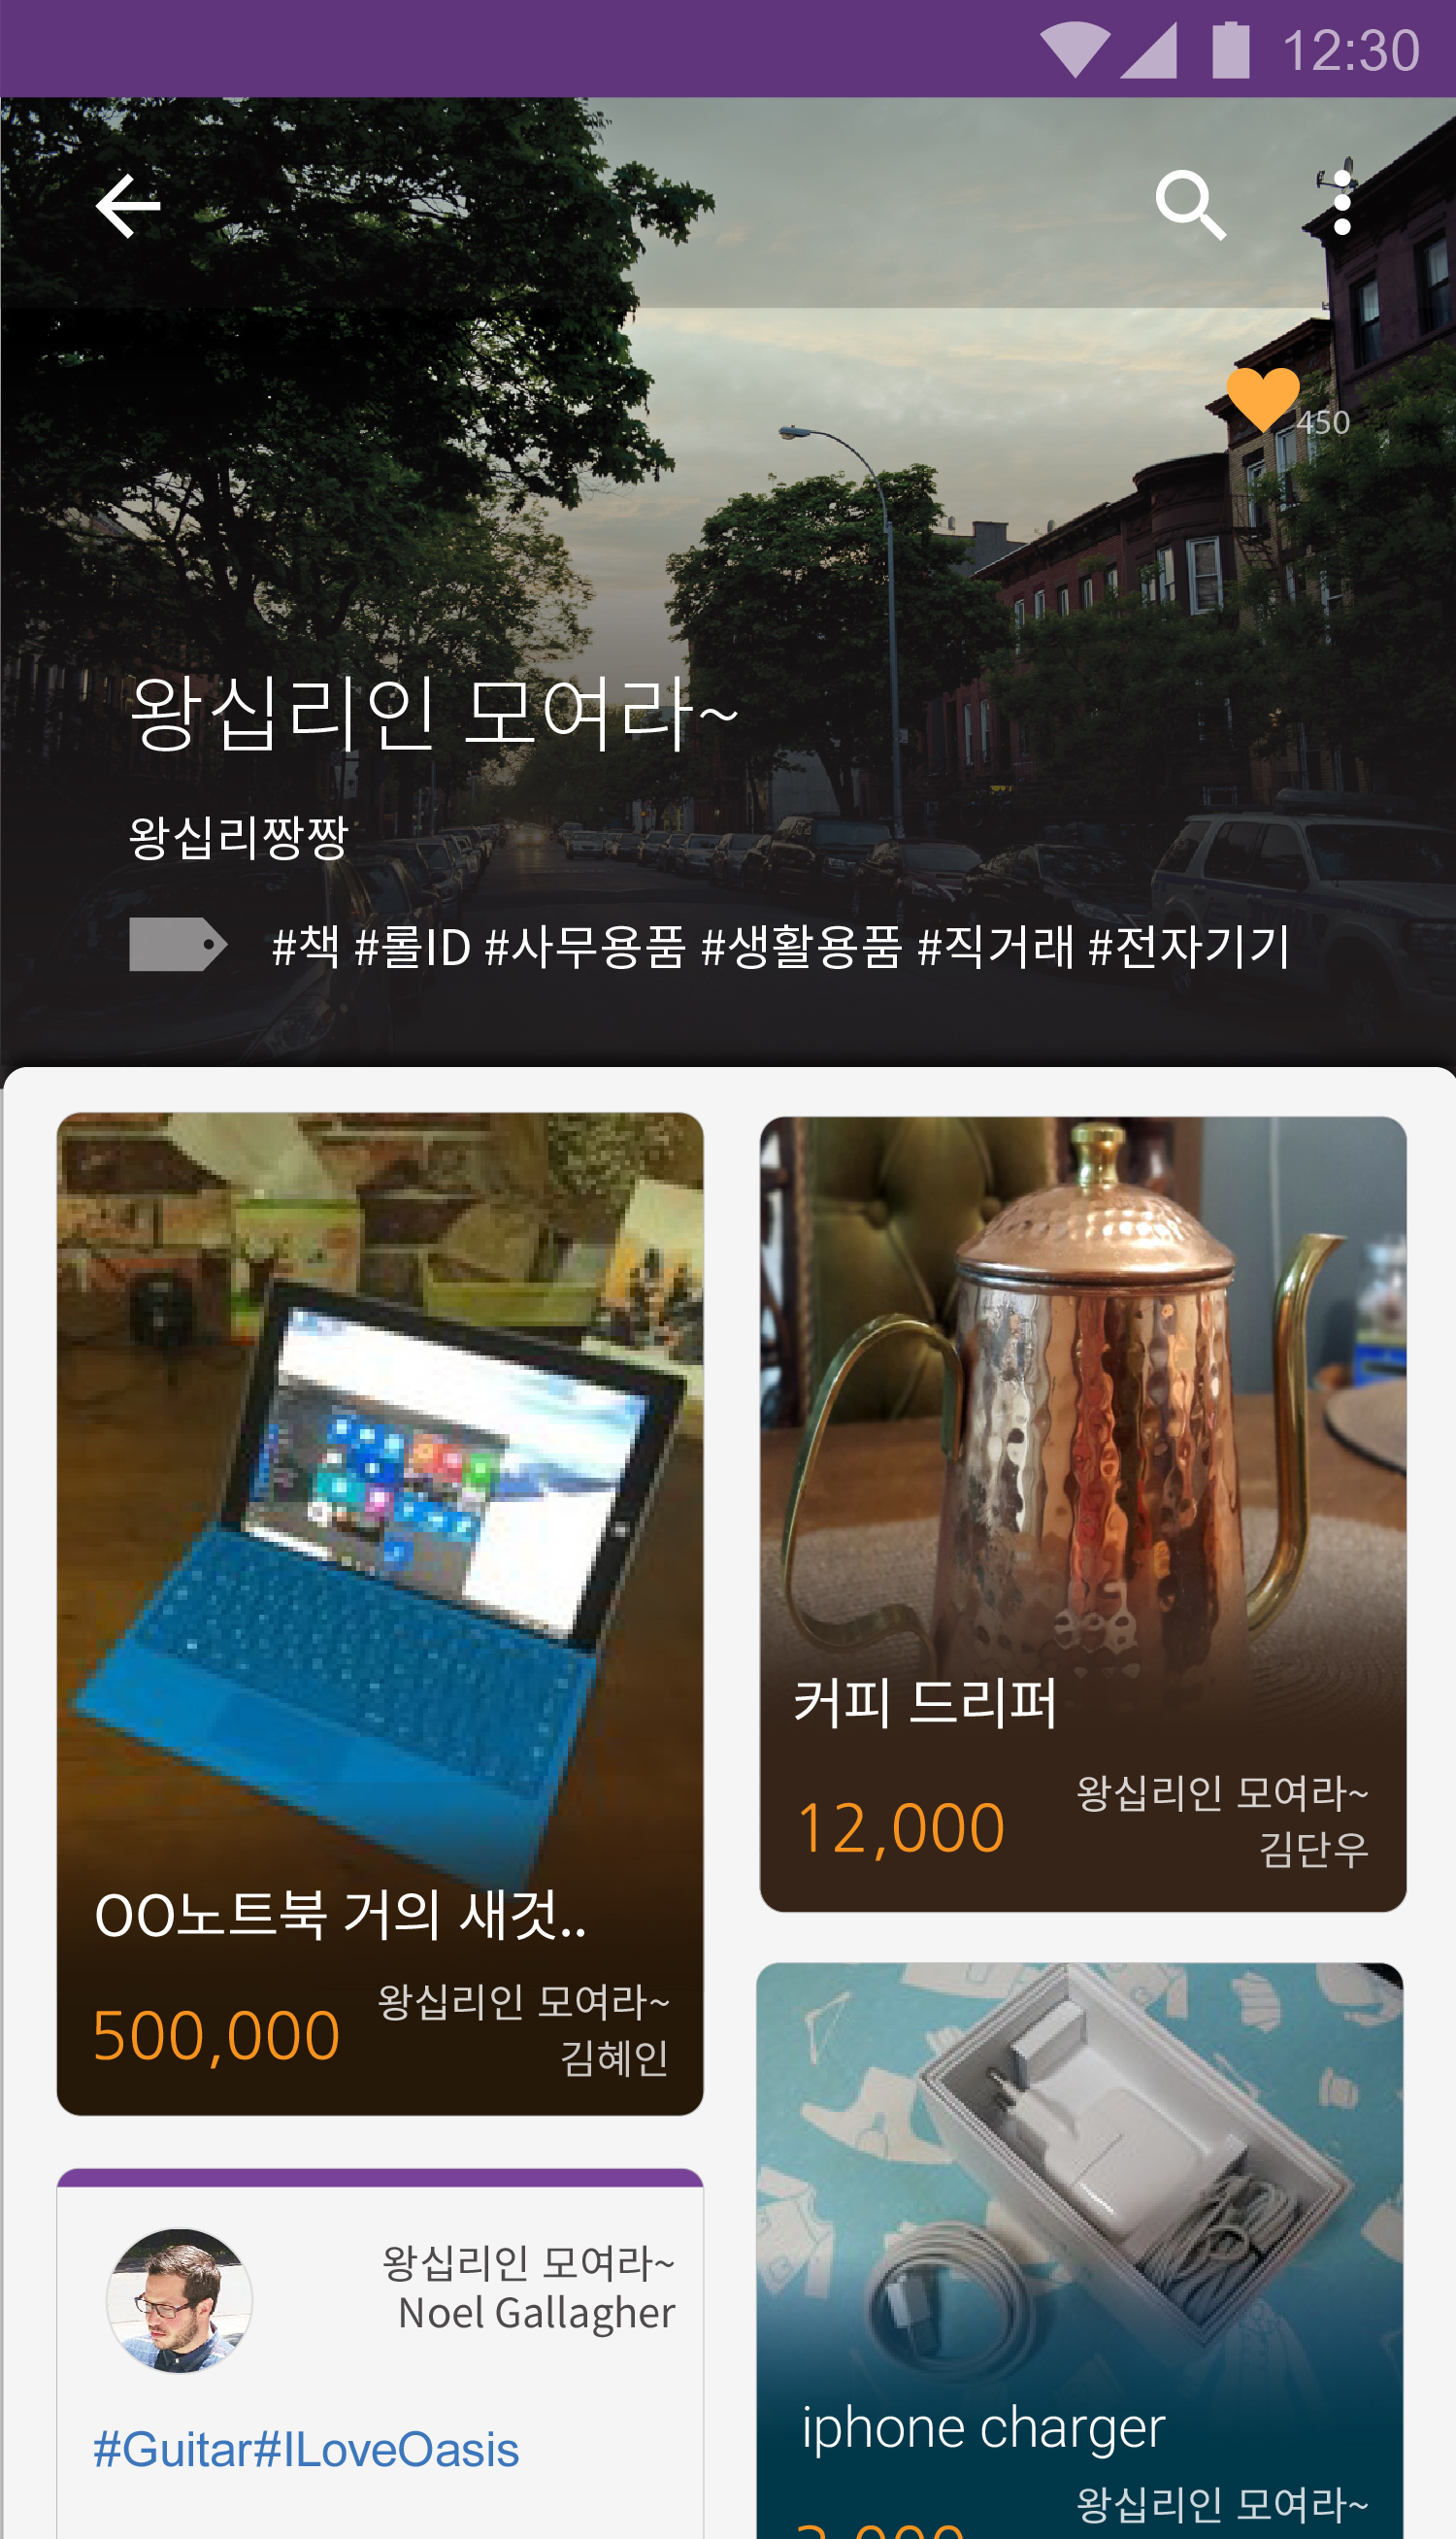 12:30
450
왕십리인 모여라~
왕십리짱짱
#책 #롤ID #사무용품 #생활용품 #직거래 #전자기기
OO노트북 거의 새것..
500,000
왕십리인 모여라~
김혜인
커피 드리퍼
12,000
왕십리인 모여라~
김단우
왕십리인 모여라~
Noel Gallagher
#Guitar#ILoveOasis
iphone charger
왕십리인 모여라~